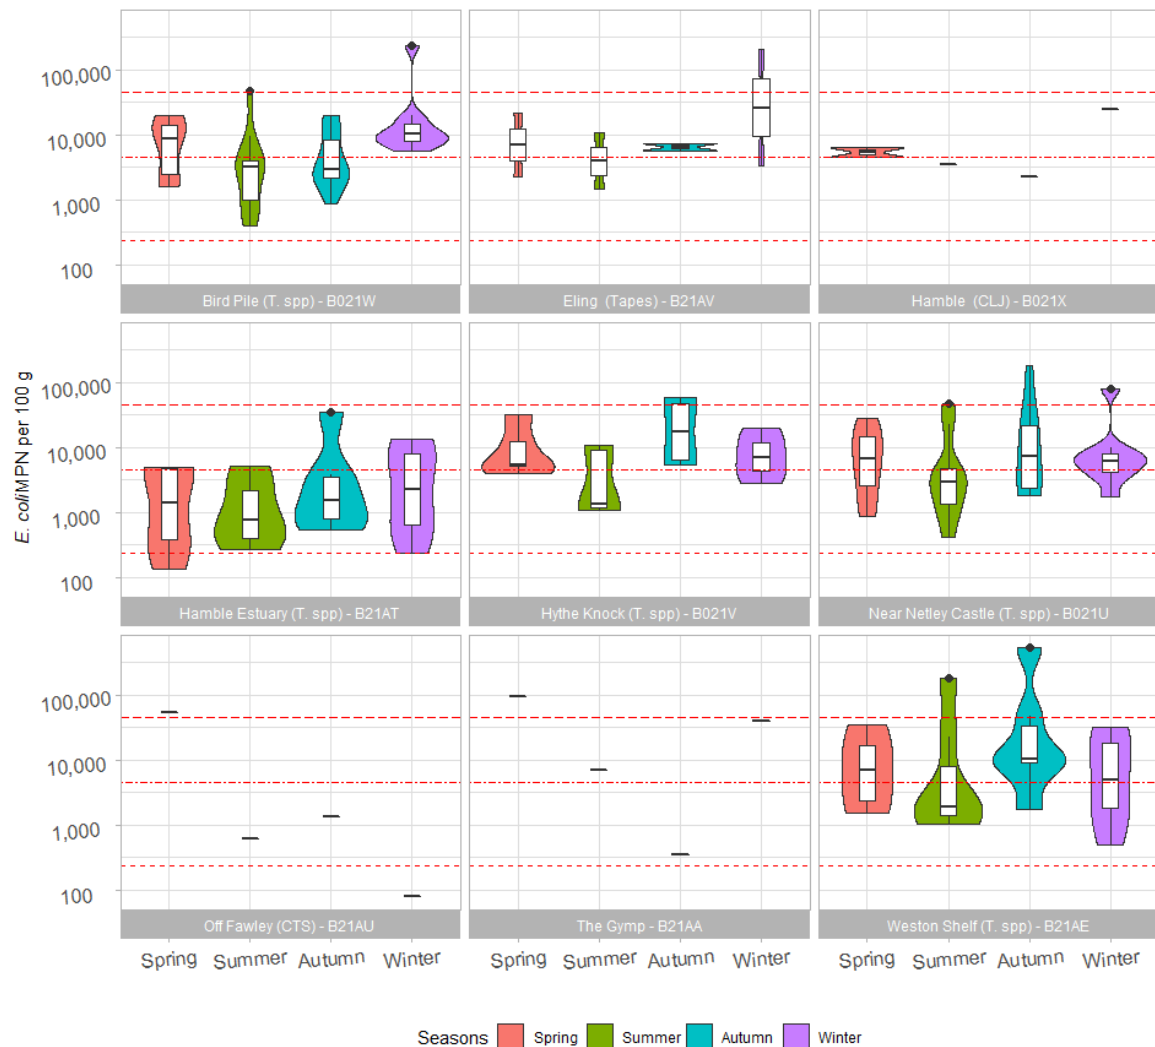 100,000
10,000
1,000
100
Bird Pile (T. spp) - B021W
Eling (Tapes) - B21AV
Hamble (CLJ) - B021X
E. coliMPN per 100 g
100,000
10,000
1,000
100
Hamble Estuary (T. spp) - B21AT
Hythe Knock (T. spp) - B021V
Near Netley Castle (T. spp) - B021U
100,000
10,000
1,000
100
Off Fawley (CTS) - B21AU
The Gymp - B21AA
Weston Shelf (T. spp) - B21AE
Spring Summer Autumn Winter
Spring Summer Autumn Winter
Spring Summer Autumn Winter
Seasons Spring Summer Autumn Winter